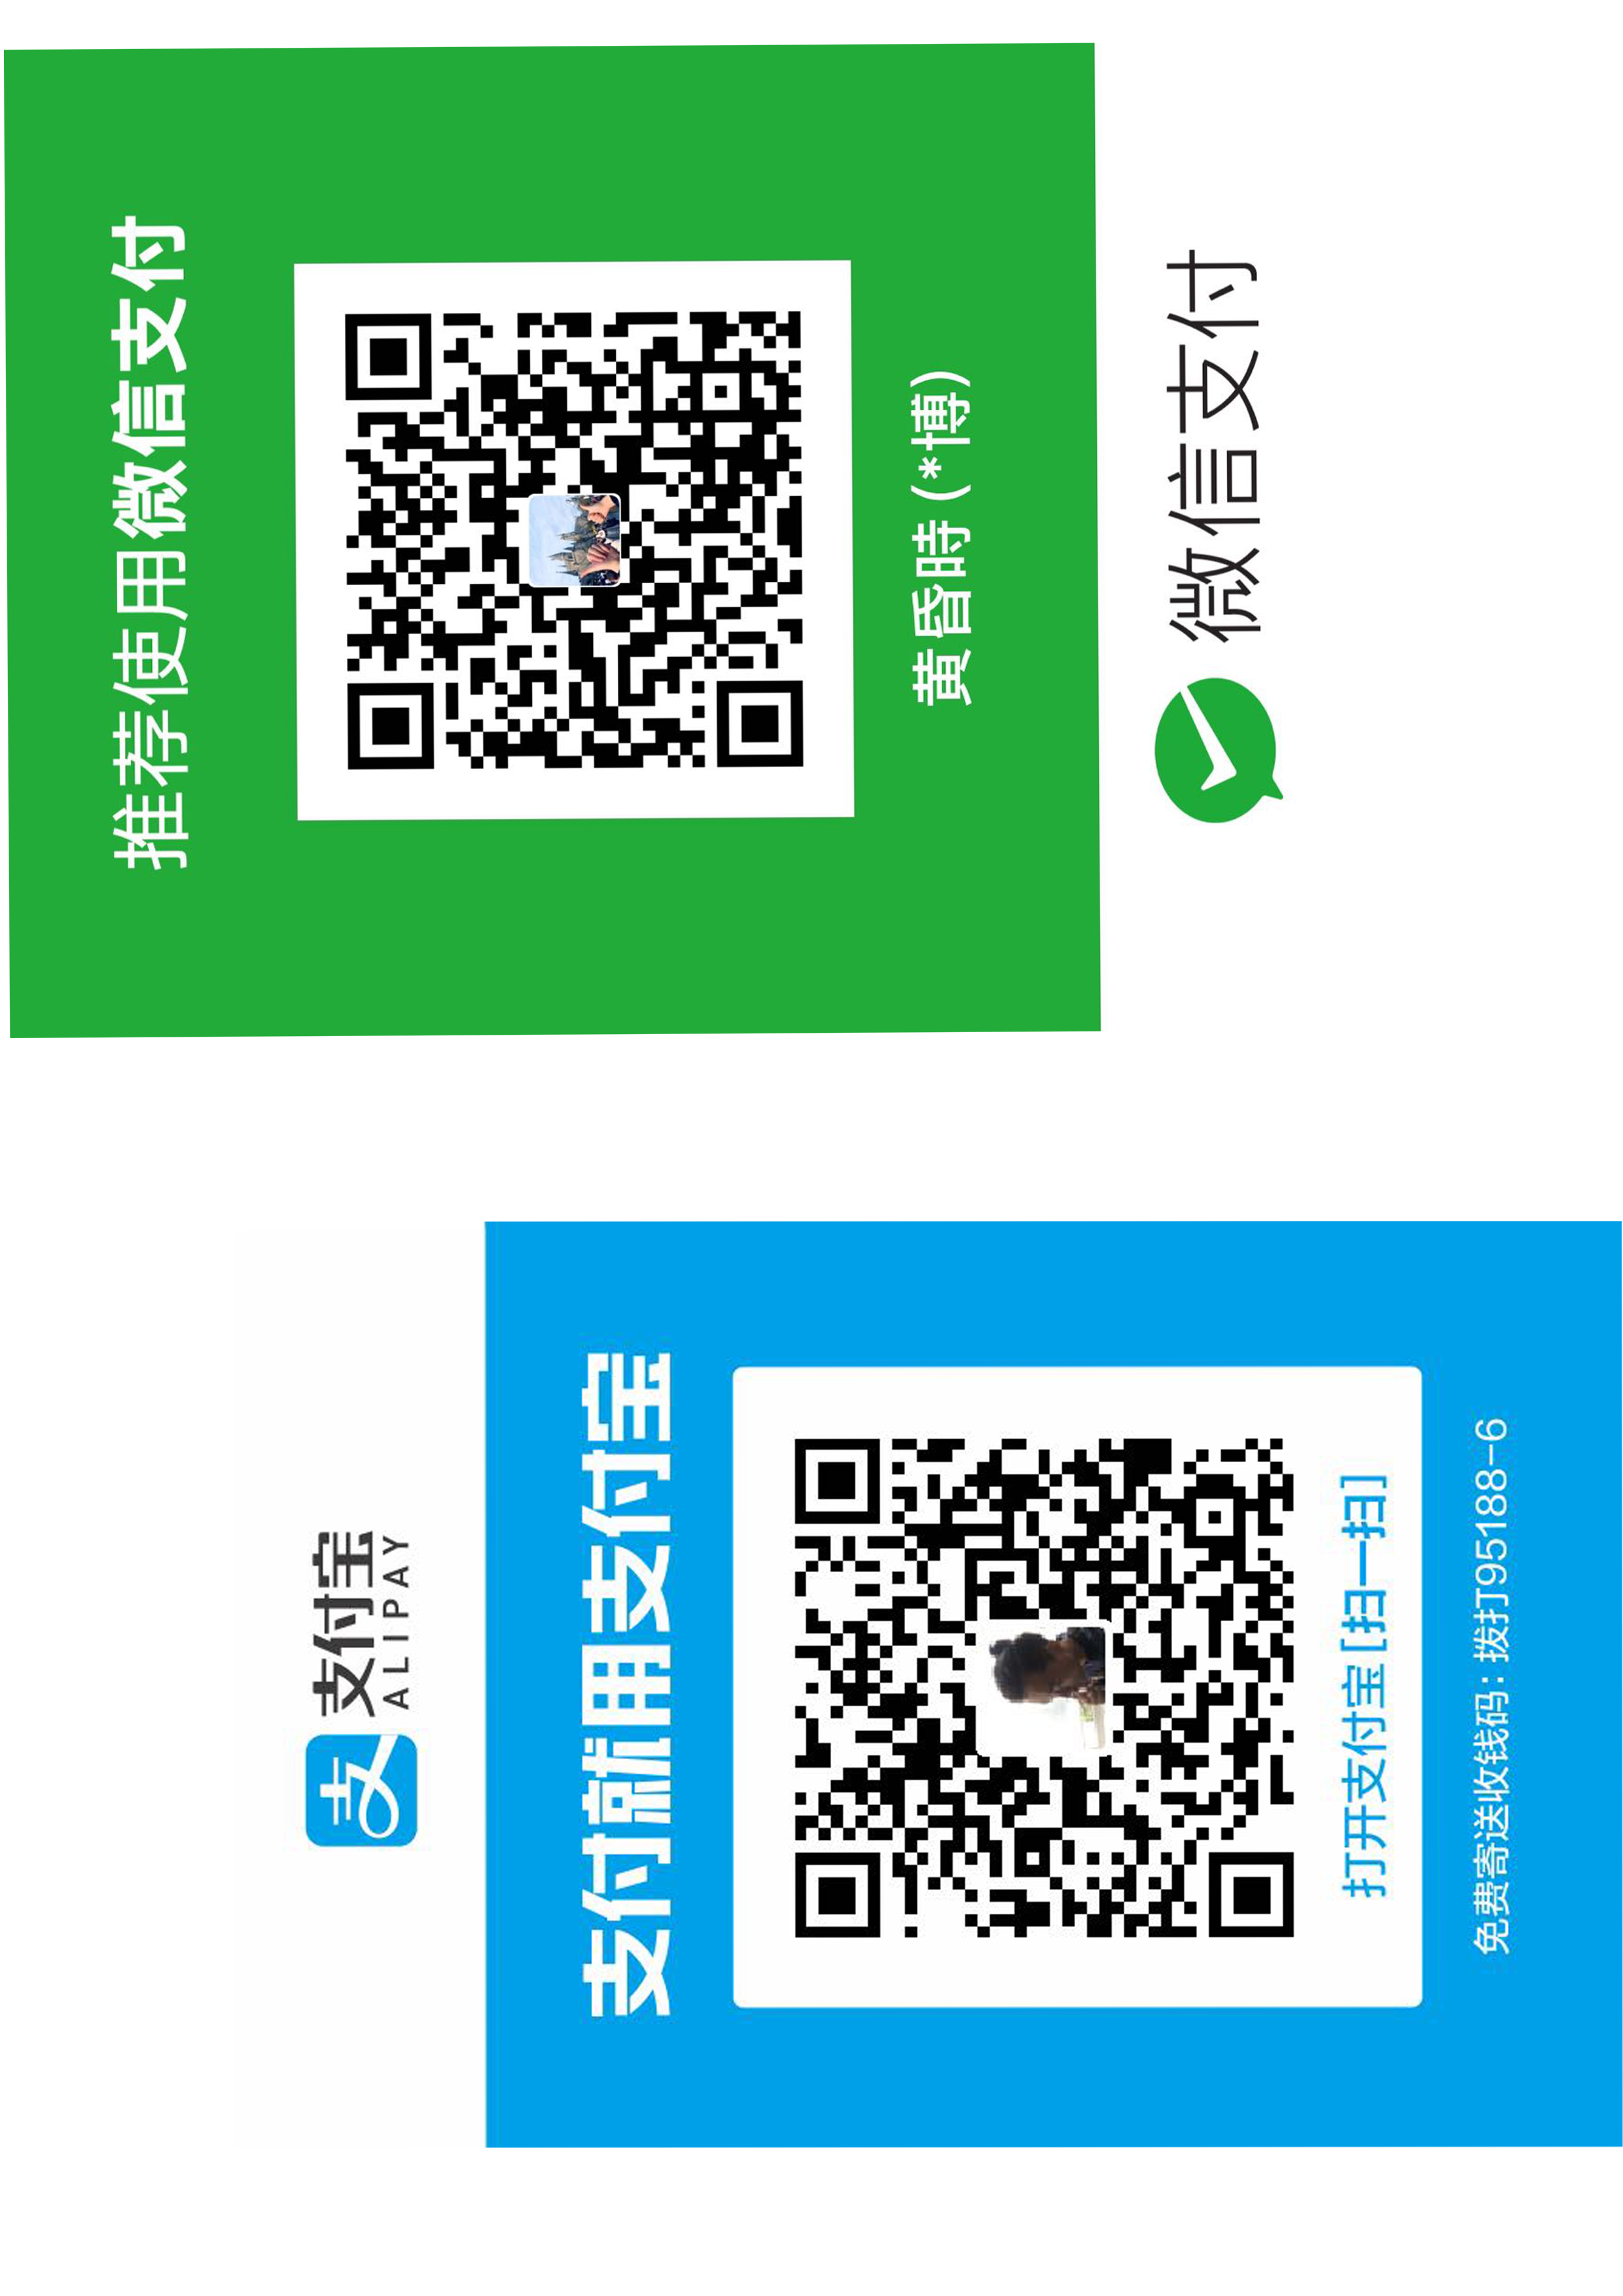 推荐使用微信支付
黄昏時 (*博)
微信支付
支付宝
ALIPAY
支付就用支付宝
打开支付宝[扫一扫]
免费寄送收钱码：拨打95188-6